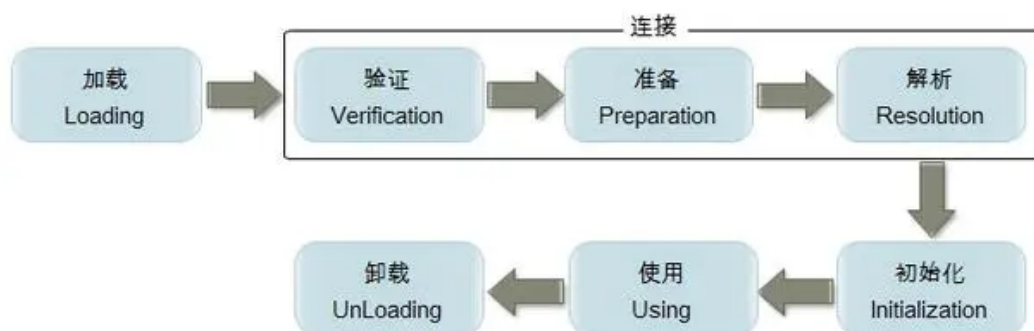 连接
加载
Loading
验证
Verification
准备
Preparation
解析
Resolution
初始化
Initialization
使用
Using
卸载
UnLoading